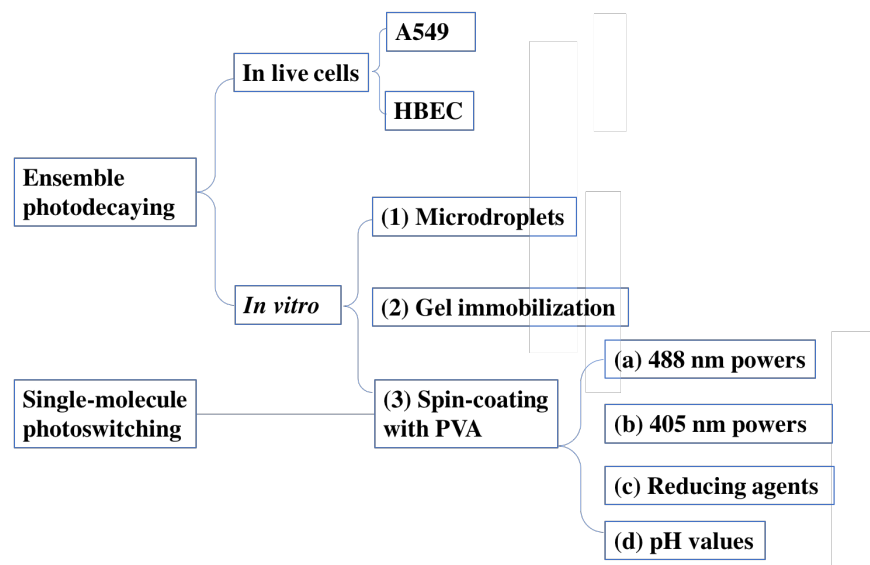 A549
In live cells
HBEC
Ensemble
photodecaying
(1) Microdroplets
In vitro
(2) Gel immobilization
(a) 488 nm powers
Single-molecule
photoswitching
(3) Spin-coating
with PVA
(b) 405 nm powers
(c) Reducing agents
(d) pH values